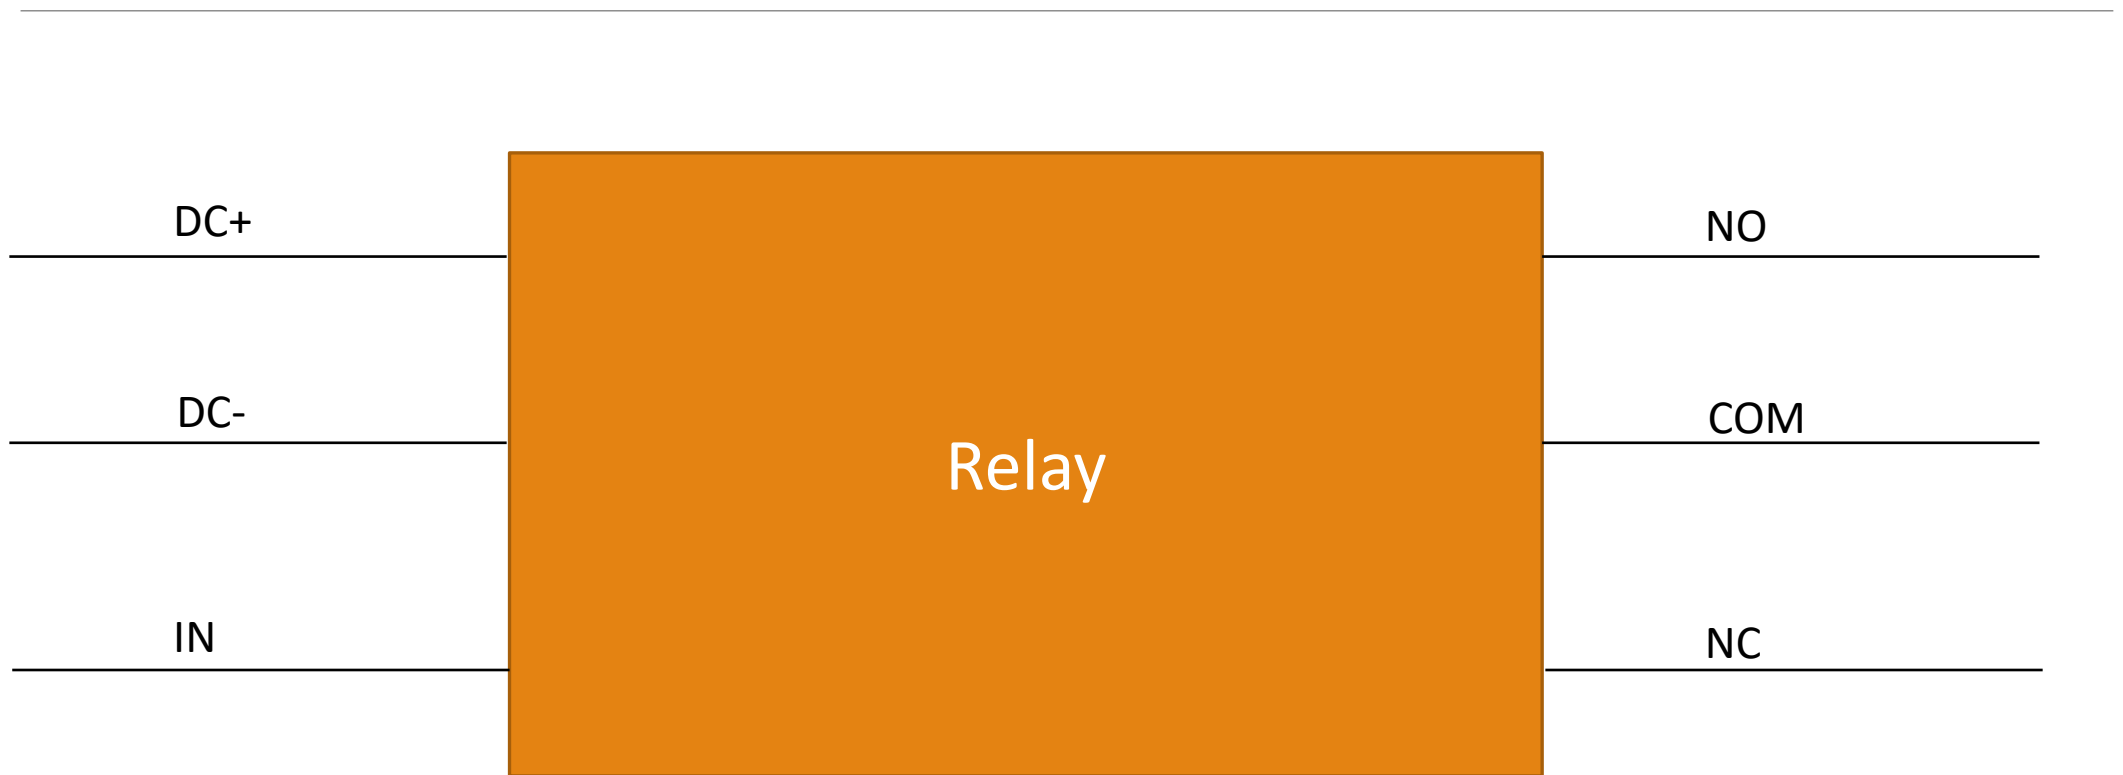 DC+
NO
DC-
COM
Relay
IN
NC